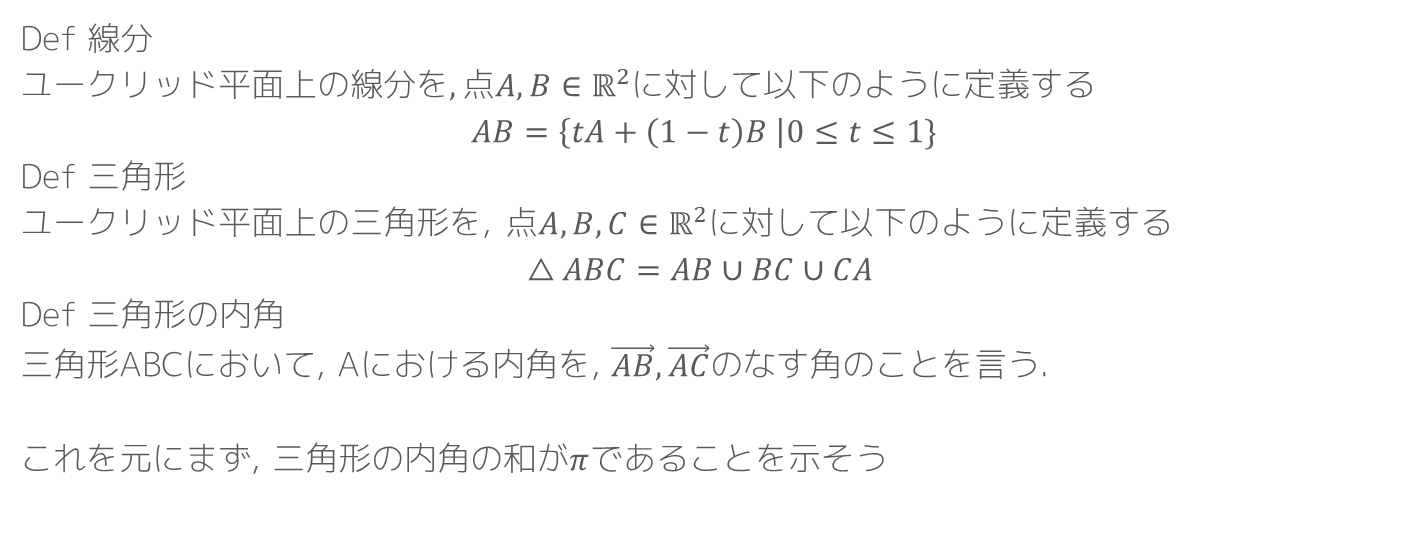 Def 線分
ユークリッド平面上の線分を, 点A, B ∈ ℝ²に対して以下のように定義する
AB = {tA + (1 − t)B |0 ≤ t ≤ 1}
Def 三角形
ユークリッド平面上の三角形を, 点A, B, C ∈ ℝ²に対して以下のように定義する
△ ABC = AB ∪ BC ∪ CA
Def 三角形の内角
三角形ABCにおいて, Aにおける内角を, $\overrightarrow{AB}, \overrightarrow{AC}$のなす角のことを言う.
これを元にまず, 三角形の内角の和がπであることを示そう